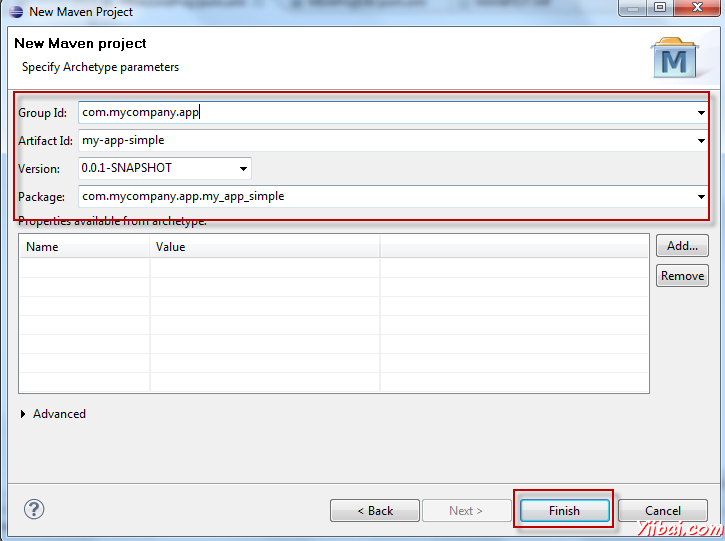 New Maven Project
New Maven project
Specify Archetype parameters
M
Group Id: com.mycompany.app
Artifact Id: my-app-simple
Version: 0.0.1-SNAPSHOT
Package: com.mycompany.app.my_app_simple
Properties available from archetype:
Name Value
Add...
Remove
Advanced
? < Back Next > Finish Cancel
Yiibai.com